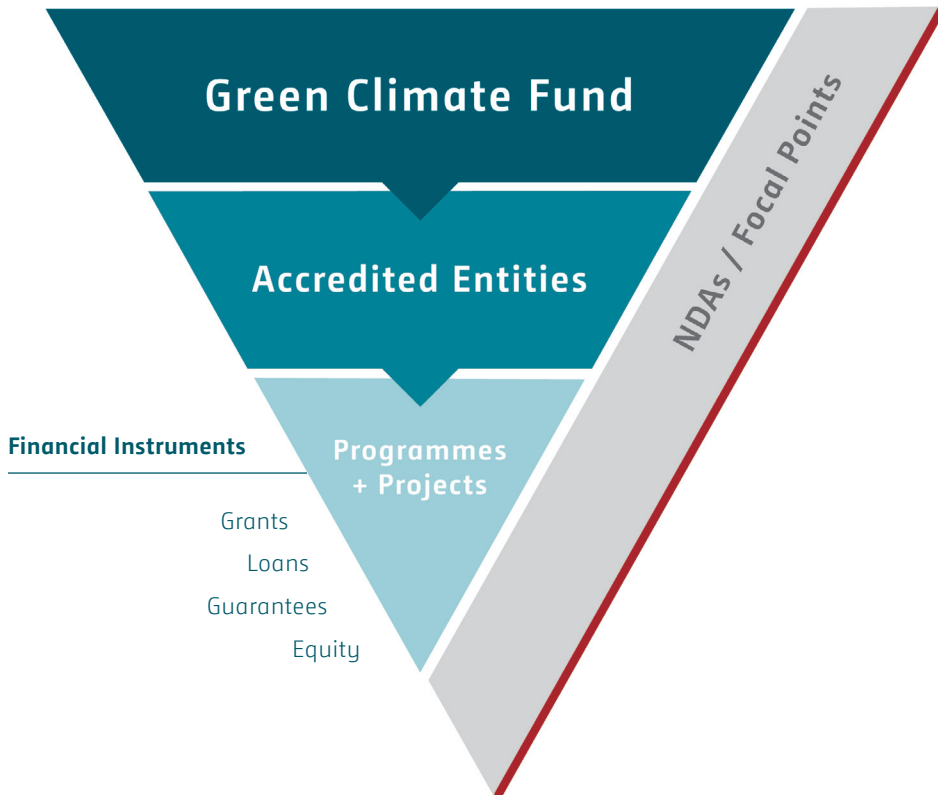 Green Climate Fund
NDAs / Focal Points
Accredited Entities
Financial Instruments
Programmes
+ Projects
Grants
Loans
Guarantees
Equity